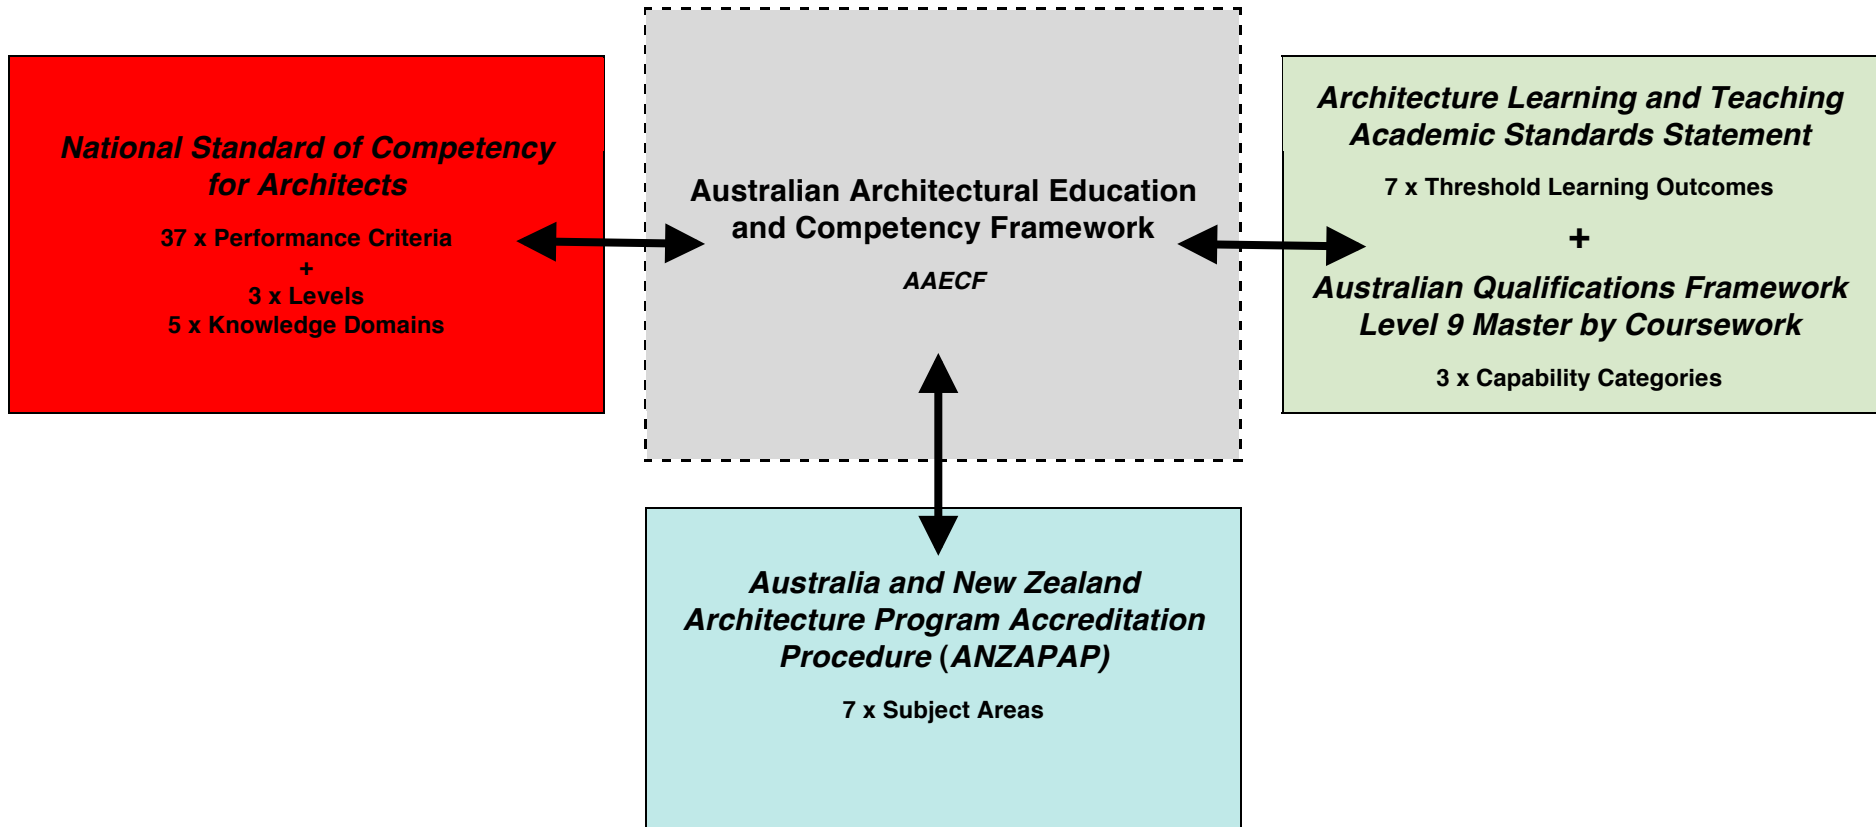 National Standard of Competency
for Architects
37 x Performance Criteria
+
3 x Levels
5 x Knowledge Domains
Australian Architectural Education
and Competency Framework
AAECF
Architecture Learning and Teaching
Academic Standards Statement
7 x Threshold Learning Outcomes
+
Australian Qualifications Framework
Level 9 Master by Coursework
3 x Capability Categories
Australia and New Zealand
Architecture Program Accreditation
Procedure (ANZAPAP)
7 x Subject Areas